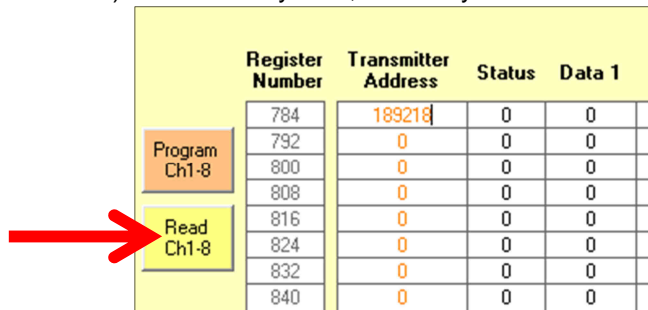 Register Number Transmitter Address Status Data 1
784 189218 0 0
792 0 0 0
Program Ch1-8
800 0 0 0
808 0 0 0
816 0 0 0
Read Ch1-8
824 0 0 0
832 0 0 0
840 0 0 0